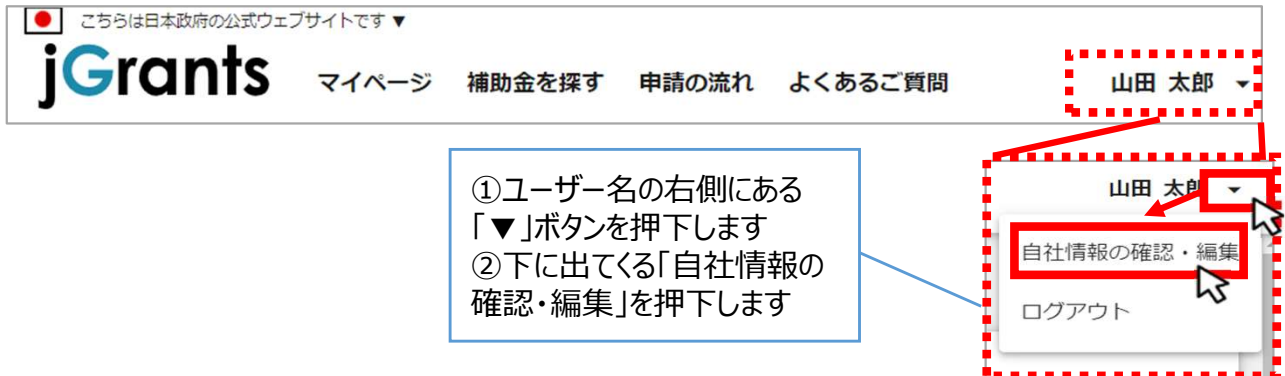 こちらは日本政府の公式ウェブサイトです ▼
jGrants マイページ 補助金を探す 申請の流れ よくあるご質問 山田 太郎
①ユーザー名の右側にある
「▼」ボタンを押下します
②下に出てくる「自社情報の
確認・編集」を押下します
山田 太郎
自社情報の確認・編集
ログアウト